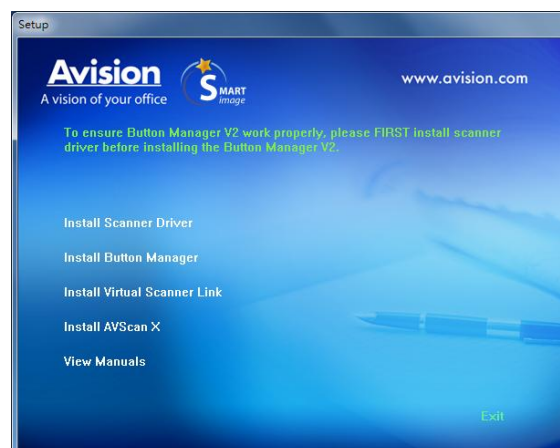 Setup
Avision
A vision of your office
SMART
image
www.avision.com
To ensure Button Manager V2 work properly, please FIRST install scanner
driver before installing the Button Manager V2.
Install Scanner Driver
Install Button Manager
Install Virtual Scanner Link
Install AVScan X
View Manuals
Exit